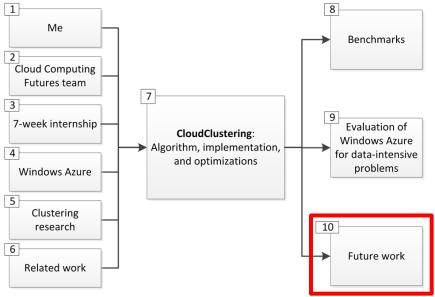 1
Me
2
Cloud Computing
Futures team
3
7-week internship
4
Windows Azure
5
Clustering
research
6
Related work
7
CloudClustering:
Algorithm, implementation,
and optimizations
8
Benchmarks
9
Evaluation of
Windows Azure
for data-intensive
problems
10
Future work